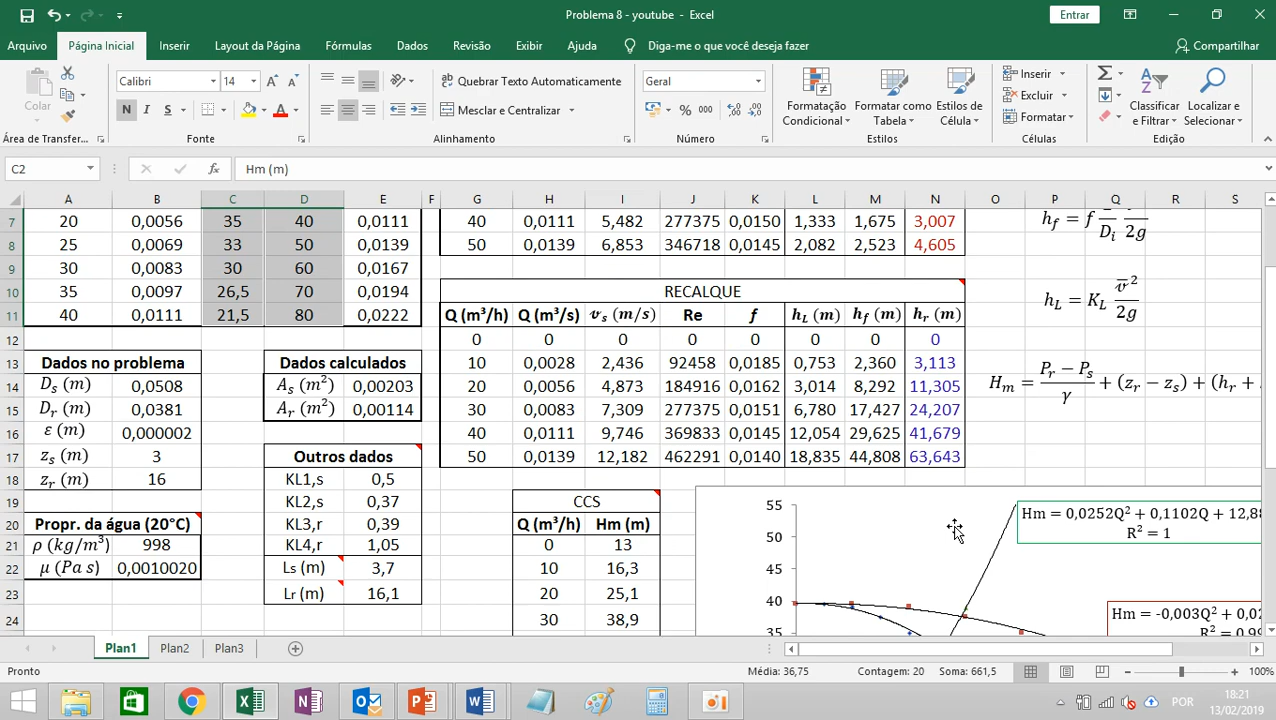 Problema 8 - youtube - Excel
Entrar
Arquivo Página Inicial Inserir Layout da Página Fórmulas Dados Revisão Exibir Ajuda Diga-me o que você deseja fazer Compartilhar
Colar
Calibri 14
N I S
Quebrar Texto Automaticamente
Mesclar e Centralizar
Geral
% 000
Formatação Condicional
Formatar como Tabela
Estilos de Célula
Inserir
Excluir
Formatar
Classificar e Filtrar
Localizar e Selecionar
Área de Transfer...
Fonte
Alinhamento
Número
Estilos
Células
Edição
C2 fx Hm (m)
A B C D E F G H I J K L M N O P Q R S
7 20 0,0056 35 40 0,0111 40 0,0111 5,482 277375 0,0150 1,333 1,675 3,007
8 25 0,0069 33 50 0,0139 50 0,0139 6,853 346718 0,0145 2,082 2,523 4,605
9 30 0,0083 30 60 0,0167
10 35 0,0097 26,5 70 0,0194 RECALQUE
11 40 0,0111 21,5 80 0,0222 Q (m³/h) Q (m³/s) v̅s (m/s) Re f hL (m) hf (m) hr (m)
12 0 0 0 0 0 0 0 0
13 Dados no problema Dados calculados 10 0,0028 2,436 92458 0,0185 0,753 2,360 3,113
14 Ds (m) 0,0508 As (m²) 0,00203 20 0,0056 4,873 184916 0,0162 3,014 8,292 11,305
15 Dr (m) 0,0381 Ar (m²) 0,00114 30 0,0083 7,309 277375 0,0151 6,780 17,427 24,207
16 ε (m) 0,000002 40 0,0111 9,746 369833 0,0145 12,054 29,625 41,679
17 zs (m) 3 Outros dados 50 0,0139 12,182 462291 0,0140 18,835 44,808 63,643
18 zr (m) 16 KL1,s 0,5
19 KL2,s 0,37 CCS
20 Propr. da água (20°C) KL3,r 0,39 Q (m³/h) Hm (m)
21 ρ (kg/m³) 998 KL4,r 1,05 0 13
22 μ (Pa s) 0,0010020 Ls (m) 3,7 10 16,3
23 Lr (m) 16,1 20 25,1
24 30 38,9
hf = f Di 2g
hL = KL v̅² / 2g
Hm = (Pr − Ps) / γ + (zr − zs) + (hr +
55
50
45
40
35
Hm = 0,0252Q² + 0,1102Q + 12,8
R² = 1
Hm = -0,003Q² + 0,0
R² = 0,9
Plan1 Plan2 Plan3
Pronto
Média: 36,75 Contagem: 20 Soma: 661,5
100%
POR
18:21
13/02/2019